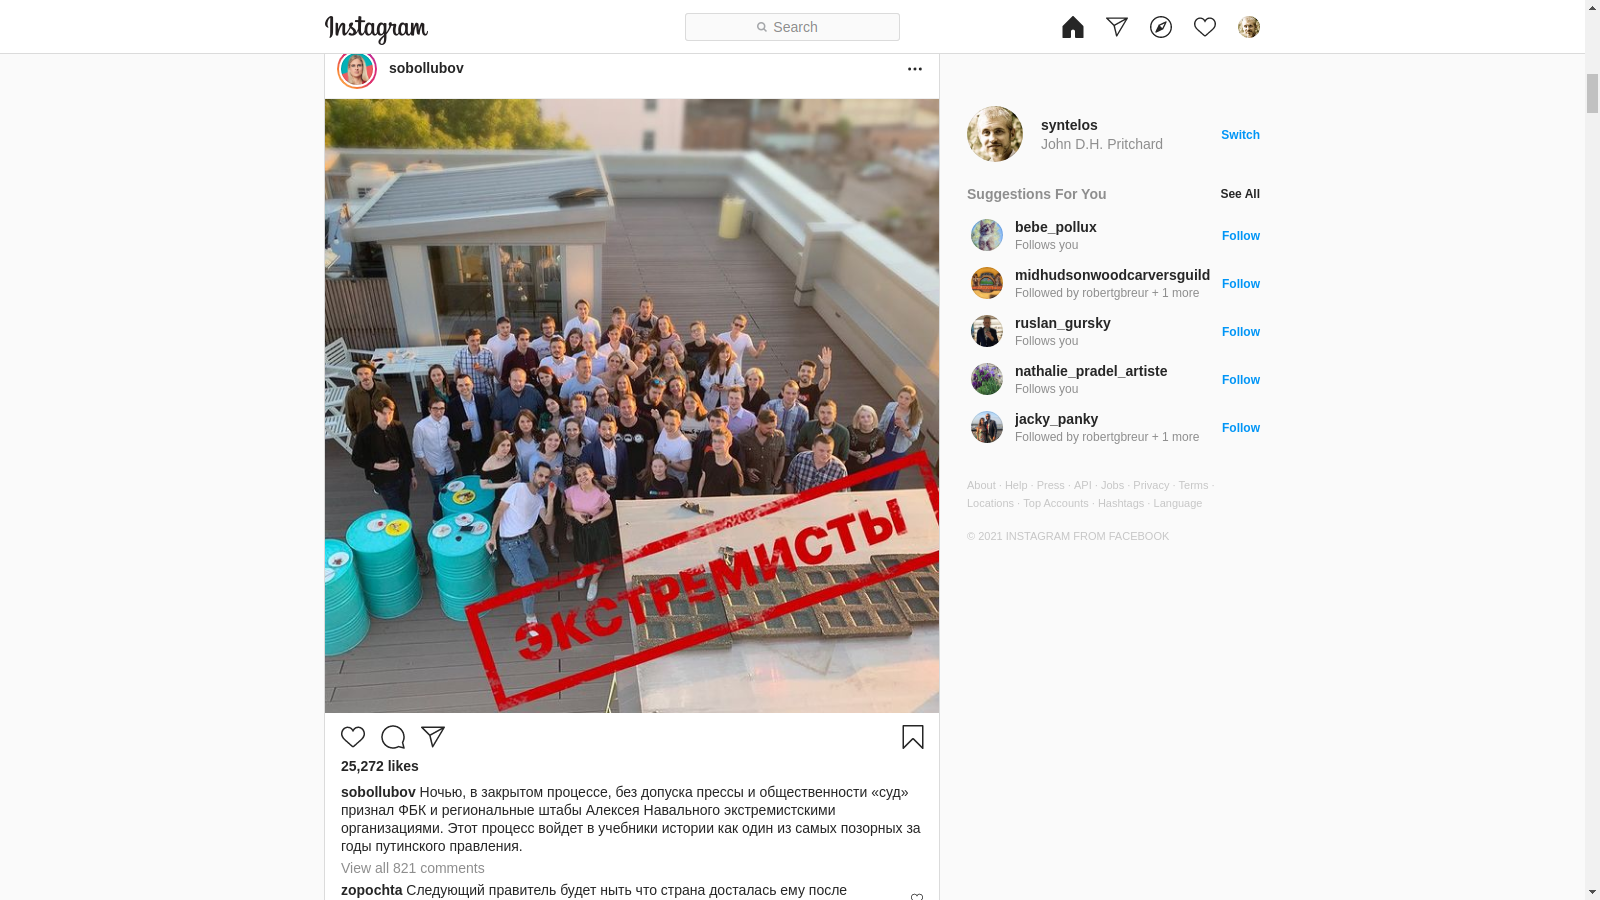 Instagram
Search
sobollubov
ЭКСТРЕМИСТЫ
25,272 likes
sobollubov Ночью, в закрытом процессе, без допуска прессы и общественности «суд»
признал ФБК и региональные штабы Алексея Навального экстремистскими
организациями. Этот процесс войдет в учебники истории как один из самых позорных за
годы путинского правления.
View all 821 comments
zopochta Следующий правитель будет ныть что страна досталась ему после
syntelos
John D.H. Pritchard
Switch
Suggestions For You
See All
bebe_pollux
Follows you
Follow
midhudsonwoodcarversguild
Followed by robertgbreur + 1 more
Follow
ruslan_gursky
Follows you
Follow
nathalie_pradel_artiste
Follows you
Follow
jacky_panky
Followed by robertgbreur + 1 more
Follow
About · Help · Press · API · Jobs · Privacy · Terms ·
Locations · Top Accounts · Hashtags · Language
© 2021 INSTAGRAM FROM FACEBOOK